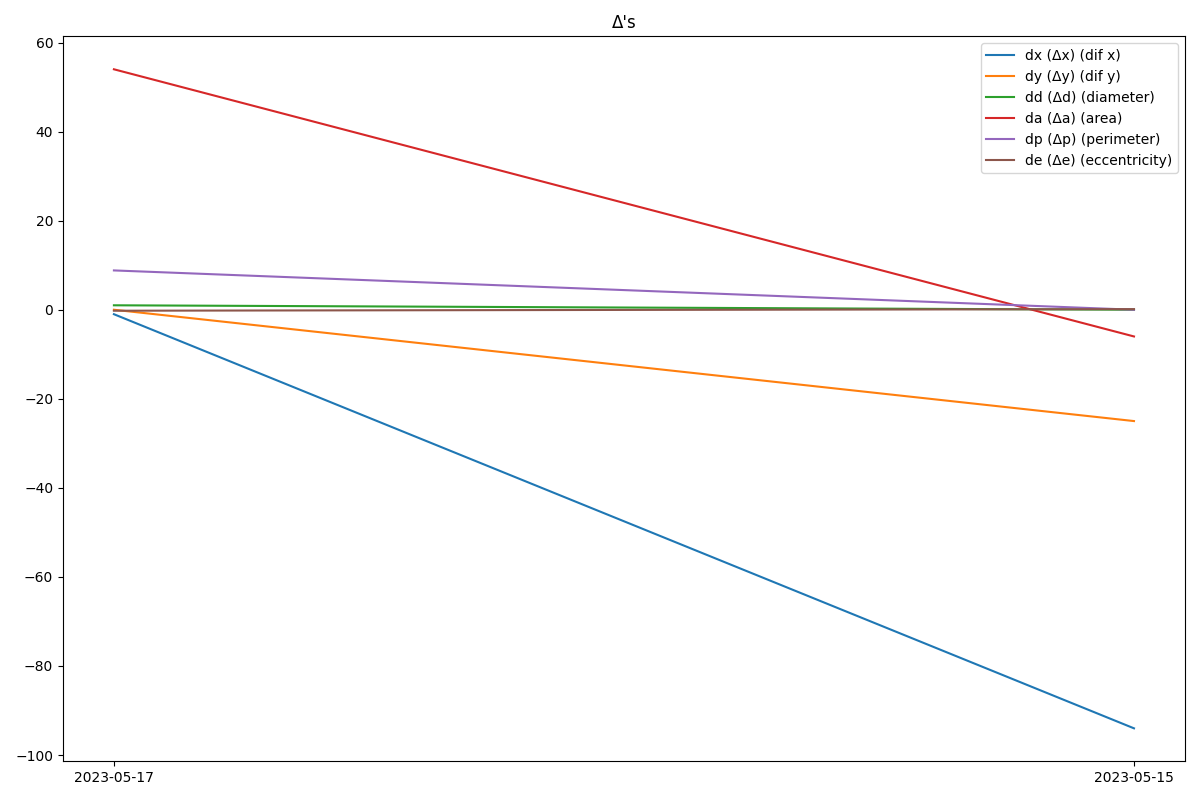 Δ's
60
40
20
0
−20
−40
−60
−80
−100
2023-05-17
2023-05-15
dx (Δx) (dif x)
dy (Δy) (dif y)
dd (Δd) (diameter)
da (Δa) (area)
dp (Δp) (perimeter)
de (Δe) (eccentricity)